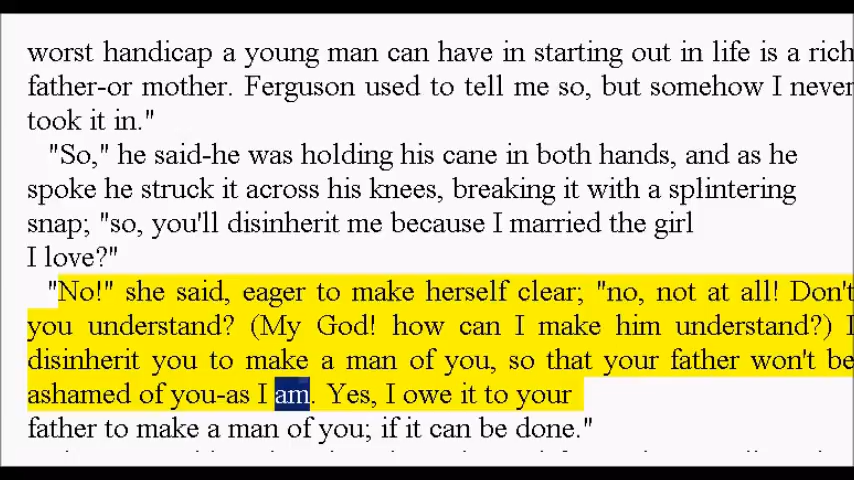 worst handicap a young man can have in starting out in life is a rich
father-or mother. Ferguson used to tell me so, but somehow I never
took it in."
"So," he said-he was holding his cane in both hands, and as he
spoke he struck it across his knees, breaking it with a splintering
snap; "so, you'll disinherit me because I married the girl
I love?"
"No!" she said, eager to make herself clear; "no, not at all! Don't
you understand? (My God! how can I make him understand?) I
disinherit you to make a man of you, so that your father won't be
ashamed of you-as I am. Yes, I owe it to your
father to make a man of you; if it can be done."